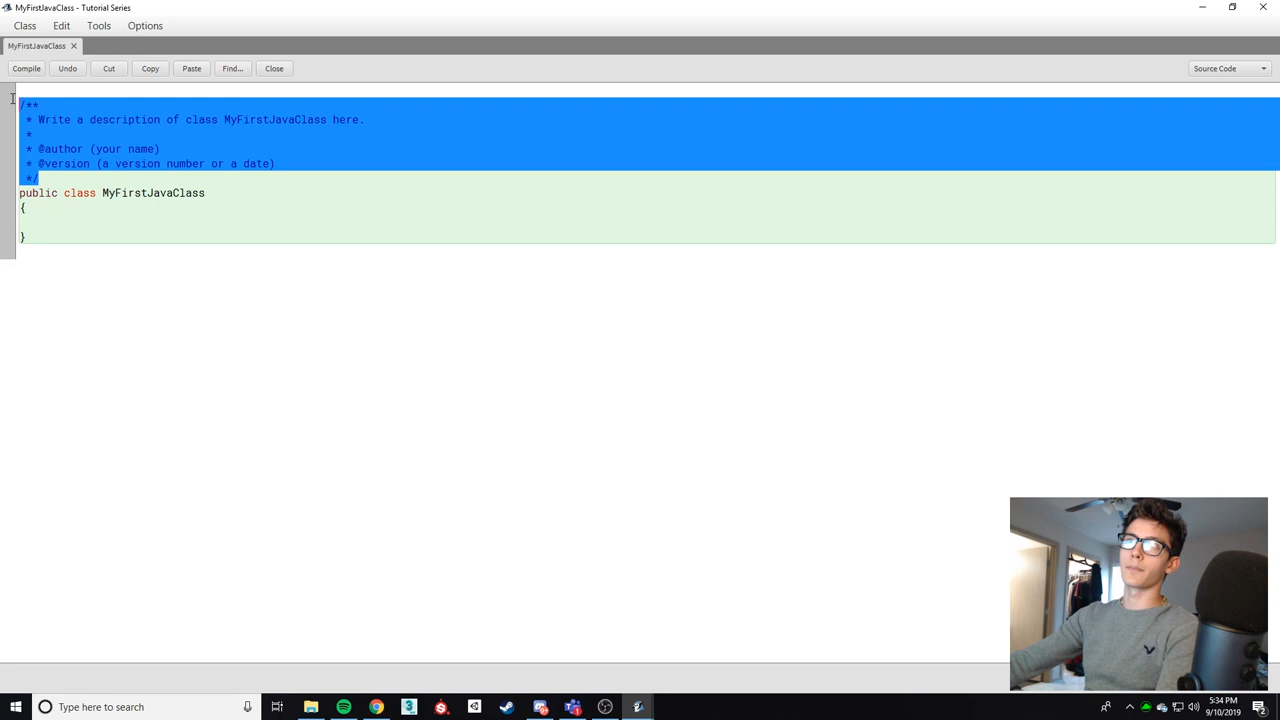 MyFirstJavaClass - Tutorial Series
Class Edit Tools Options
MyFirstJavaClass
Compile Undo Cut Copy Paste Find... Close Source Code
/**
* Write a description of class MyFirstJavaClass here.
*
* @author (your name)
* @version (a version number or a date)
*/
public class MyFirstJavaClass
{
}
Type here to search
5:34 PM
9/10/2019